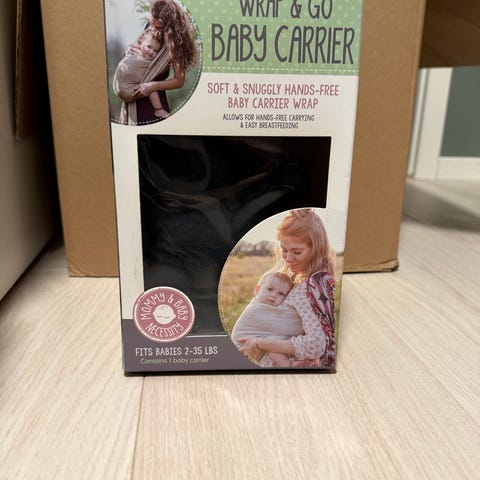 WRAP & GO
BABY CARRIER
SOFT & SNUGGLY HANDS-FREE
BABY CARRIER WRAP
ALLOWS FOR HANDS-FREE CARRYING
& EASY BREASTFEEDING
MOMMY & BABY
NECESSITY
FITS BABIES 2-35 LBS
Contains 1 baby carrier